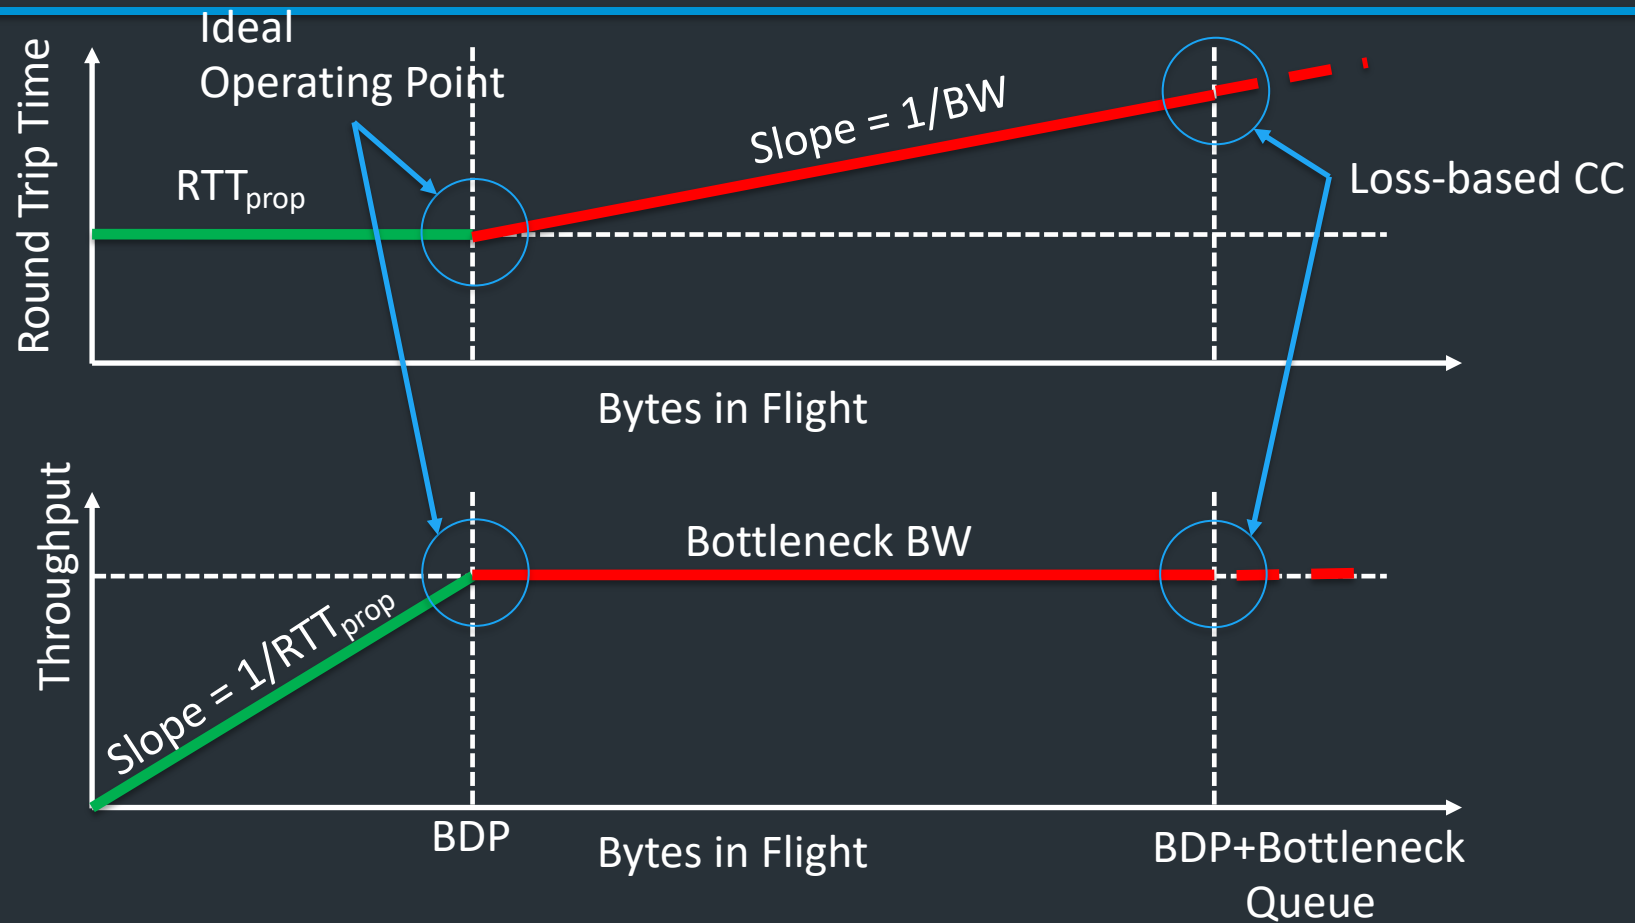 Ideal
Operating Point
Round Trip Time
RTTprop
Slope = 1/BW
Loss-based CC
Bytes in Flight
Throughput
Bottleneck BW
Slope = 1/RTTprop
BDP
Bytes in Flight
BDP+Bottleneck
Queue